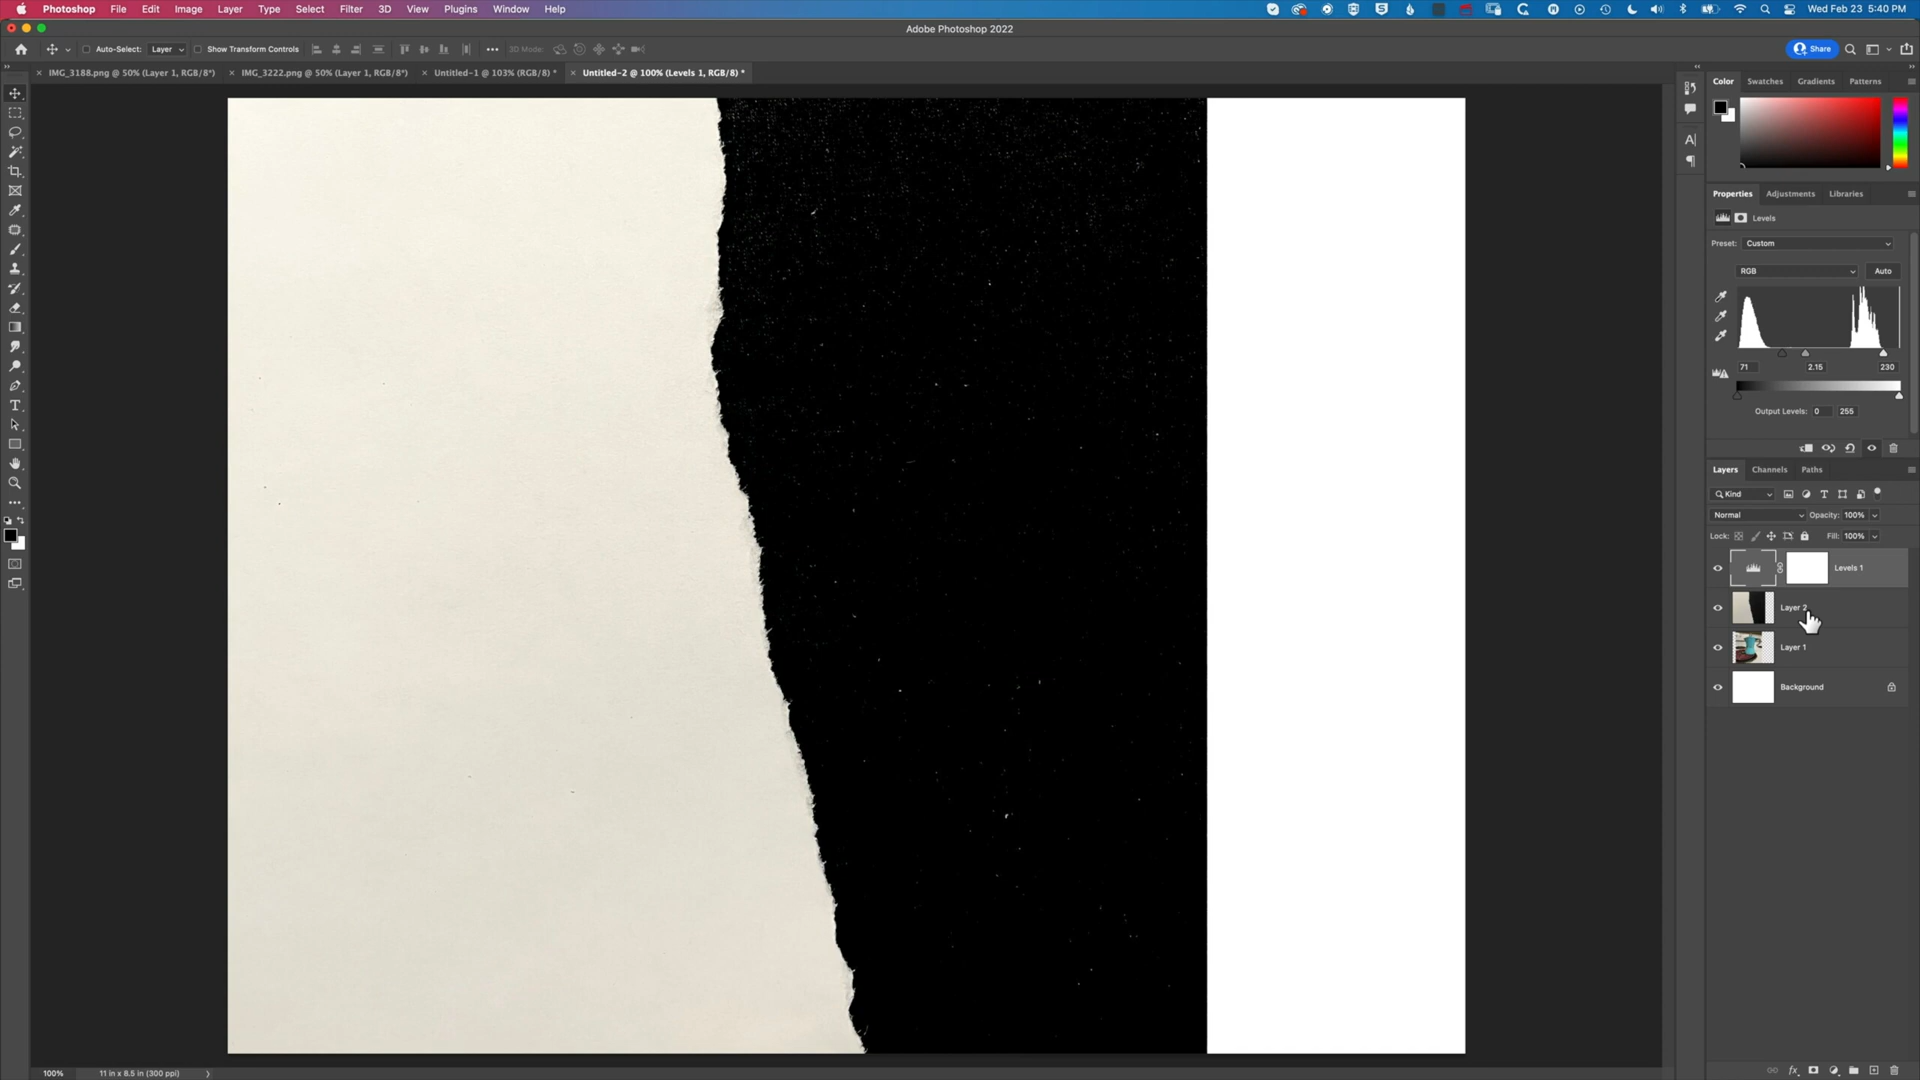 Photoshop File Edit Image Layer Type Select Filter 3D View Plugins Window Help Wed Feb 23 5:40 PM
Adobe Photoshop 2022
Auto-Select: Layer Show Transform Controls 3D Mode: Share
IMG_3188.png @ 50% (Layer 1, RGB/8*) IMG_3222.png @ 50% (Layer 1, RGB/8*) Untitled-1 @ 103% (RGB/8) * Untitled-2 @ 100% (Levels 1, RGB/8) *
Color Swatches Gradients Patterns
Properties Adjustments Libraries
Levels
Preset: Custom
RGB Auto
71 2.15 230
Output Levels: 0 255
Layers Channels Paths
Kind
Normal Opacity: 100%
Lock: Fill: 100%
Levels 1
Layer 2
Layer 1
Background
100% 11 in x 8.5 in (300 ppi)